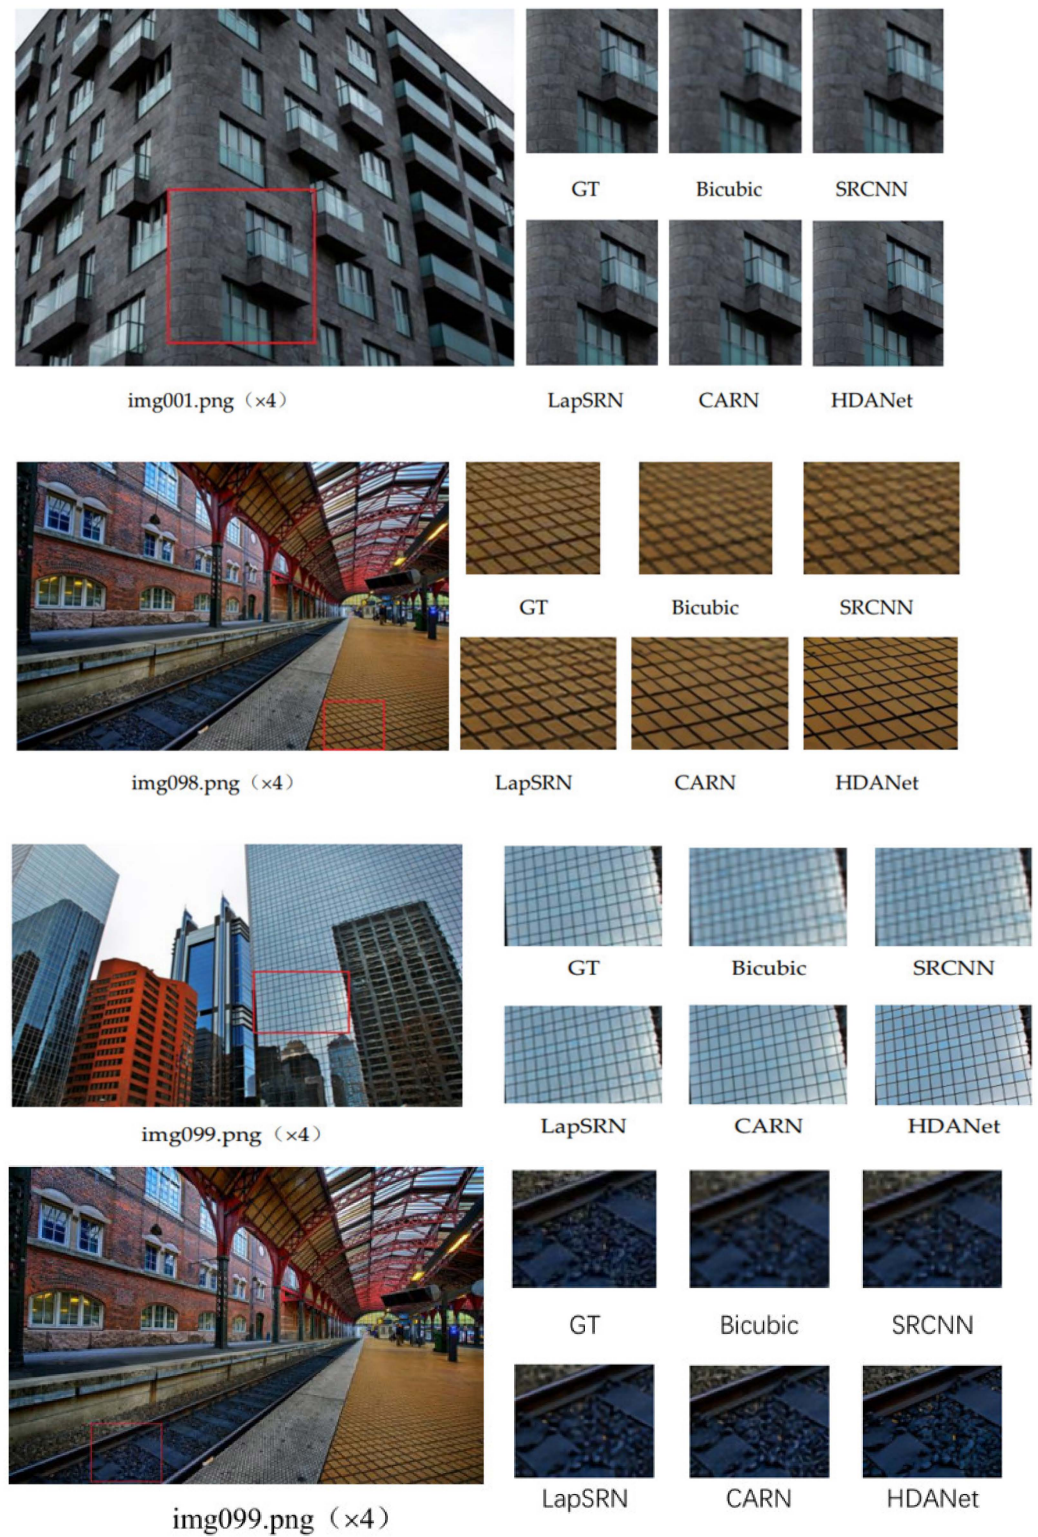 GT Bicubic SRCNN
LapSRN CARN HDANet
img001.png（×4）
GT Bicubic SRCNN
LapSRN CARN HDANet
img098.png（×4）
GT Bicubic SRCNN
LapSRN CARN HDANet
img099.png（×4）
GT Bicubic SRCNN
LapSRN CARN HDANet
img099.png（×4）